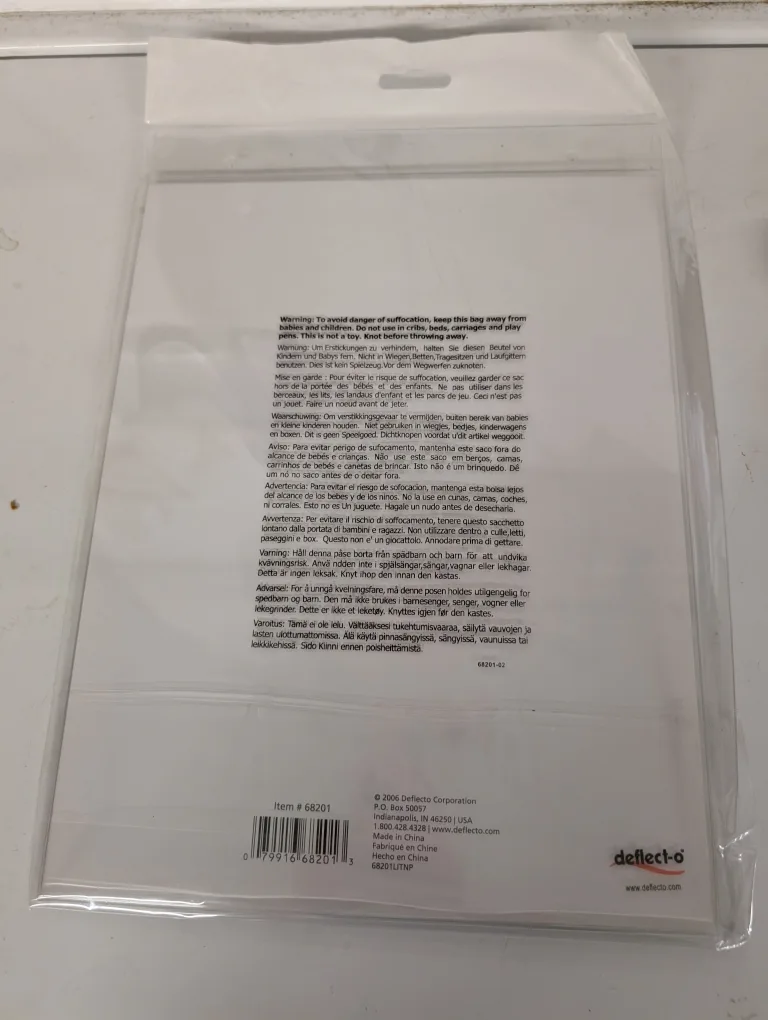 Warning: To avoid danger of suffocation, keep this bag away from
babies and children. Do not use in cribs, beds, carriages and play
pens. This is not a toy. Knot before throwing away.
Warnung: Um Erstickungen zu verhindern, halten Sie diesen Beutel von
Kindern und Babys fern. Nicht in Wiegen,Betten,Tragesitzen und Laufgittern
benutzen. Dies ist kein Spielzeug.Vor dem Wegwerfen zuknoten.
Mise en garde : Pour éviter le risque de suffocation, veuillez garder ce sac
hors de la portée des bébés et des enfants. Ne pas utiliser dans les
berceaux, les lits, les landaus d'enfant et les parcs de jeu. Ceci n'est pas
un jouet. Faire un noeud avant de jeter.
Waarschuwing: Om verstikkingsgevaar te vermijden, buiten bereik van babies
en kleine kinderen houden. Niet gebruiken in wiegjes, bedjes, kinderwagens
en boxen. Dit is geen Speelgoed. Dichtknopen voordat u'dit artikel weggooit.
Aviso: Para evitar perigo de sufocamento, mantenha este saco fora do
alcance de bebés e crianças. Não use este saco em berços, camas,
carrinhos de bebés e canetas de brincar. Isto não é um brinquedo. Dê
um nó no saco antes de o deitar fora.
Advertencia: Para evitar el riesgo de sofocacion, mantenga esta bolsa lejos
del alcance de los bebes y de los ninos. No la use en cunas, camas, coches,
ni corrales. Esto no es Un juguete. Hagale un nudo antes de desecharla.
Avvertenza: Per evitare il rischio di soffocamento, tenere questo sacchetto
lontano dalla portata di bambini e ragazzi. Non utilizzare dentro a culle,letti,
paseggini e box. Questo non e' un giocattolo. Annodare prima di gettare.
Varning: Håll denna påse borta från spädbarn och barn för att undvika
kvävningsrisk. Anvä ndden inte i spjälsängar,sängar,vagnar eller lekhagar.
Detta är ingen leksak. Knyt ihop den innan den kastas.
Advarsel: For å unngå kvelningsfare, må denne posen holdes utilgengelig for
spedbarn og barn. Den må ikke brukes i barnesenger, senger, vogner eller
lekegrinder. Dette er ikke et leketøy. Knyttes igjen før den kastes.
Varoitus: Tämä ei ole lelu. Välttääksesi tukehtumisvaaraa, säilytä vauvojen ja
lasten ulottumattomissa. Älä käytä pinnasängyissä, sängyissä, vaunuissa tai
leikkikehissä. Sido Kiinni ennen poisheittämistä.
68201-02
Item # 68201
0 79916 68201 3
© 2006 Deflecto Corporation
P.O. Box 50057
Indianapolis, IN 46250 | USA
1.800.428.4328 | www.deflecto.com
Made in China
Fabriqué en Chine
Hecho en China
68201LITNP
deflect-o
www.deflecto.com